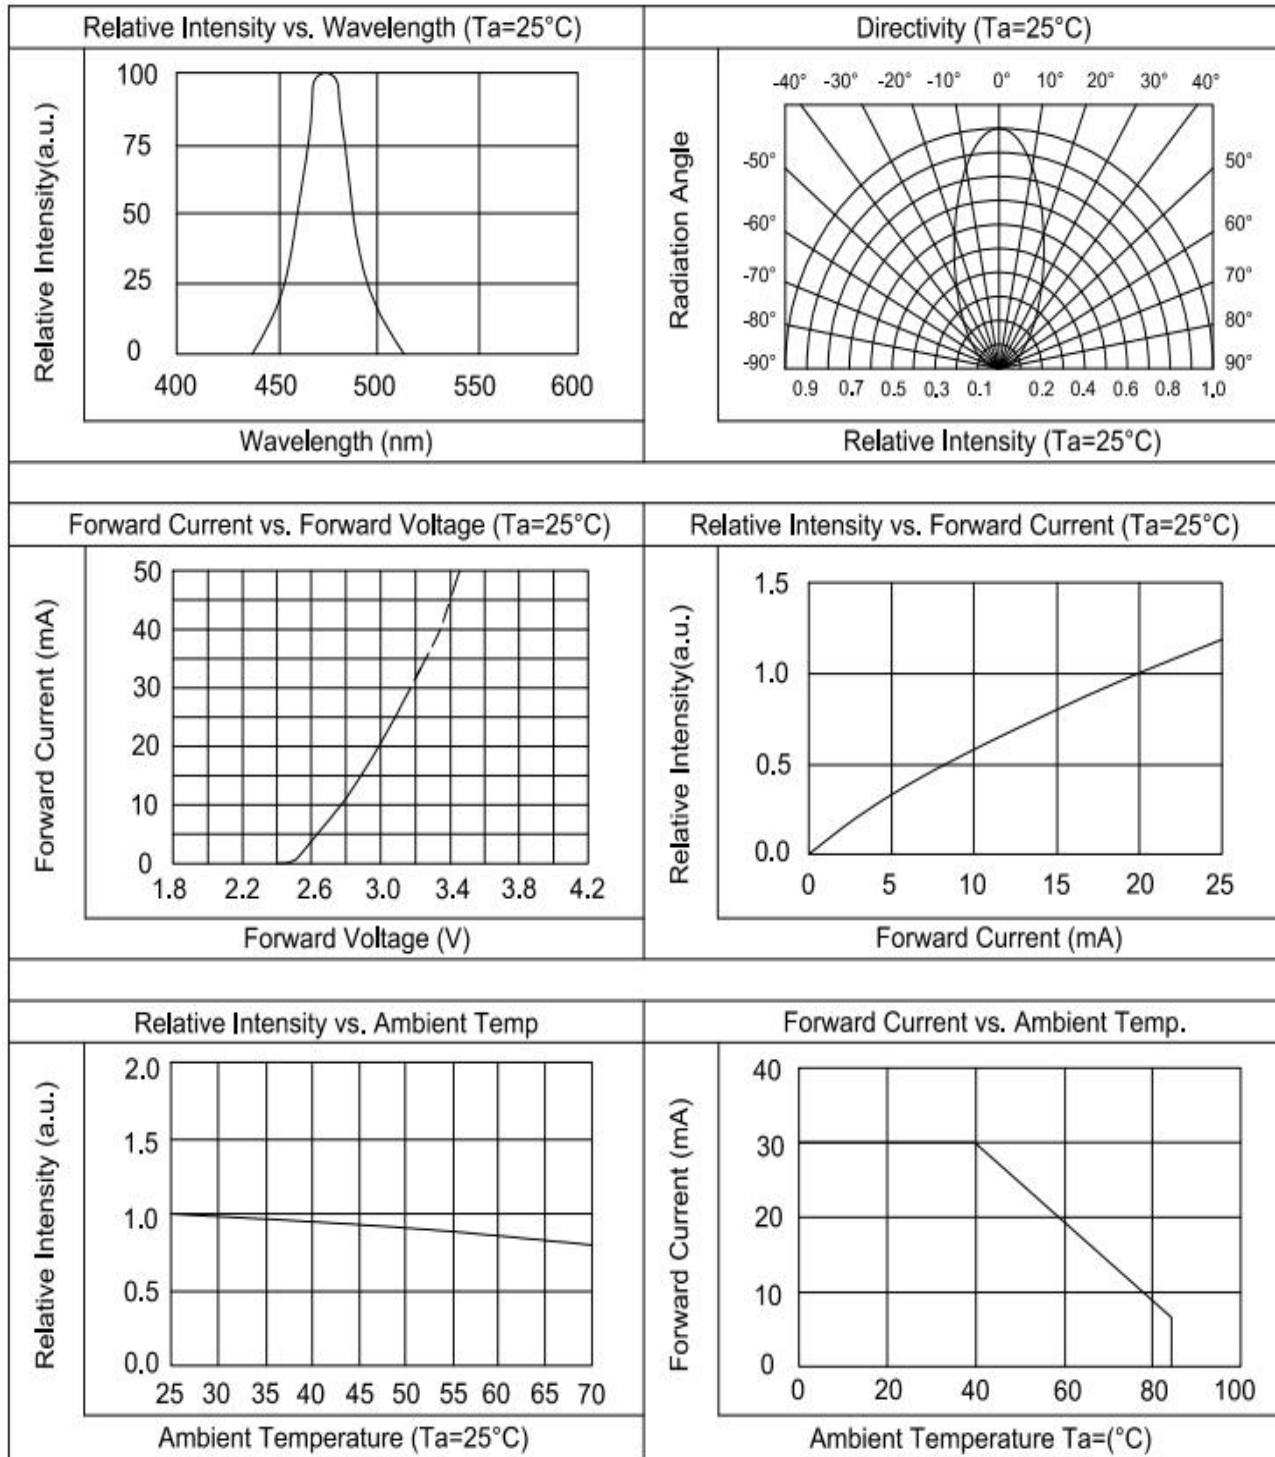 Relative Intensity vs. Wavelength (Ta=25°C)
Relative Intensity(a.u.)
100
75
50
25
0
400 450 500 550 600
Wavelength (nm)
Directivity (Ta=25°C)
Radiation Angle
-40° -30° -20° -10° 0° 10° 20° 30° 40°
-50° 50°
-60° 60°
-70° 70°
-80° 80°
-90° 90°
0.9 0.7 0.5 0.3 0.1 0.2 0.4 0.6 0.8 1.0
Relative Intensity (Ta=25°C)
Forward Current vs. Forward Voltage (Ta=25°C)
Forward Current (mA)
50
40
30
20
10
0
1.8 2.2 2.6 3.0 3.4 3.8 4.2
Forward Voltage (V)
Relative Intensity vs. Forward Current (Ta=25°C)
Relative Intensity(a.u.)
1.5
1.0
0.5
0.0
0 5 10 15 20 25
Forward Current (mA)
Relative Intensity vs. Ambient Temp
Relative Intensity (a.u.)
2.0
1.5
1.0
0.5
0.0
25 30 35 40 45 50 55 60 65 70
Ambient Temperature (Ta=25°C)
Forward Current vs. Ambient Temp.
Forward Current (mA)
40
30
20
10
0
0 20 40 60 80 100
Ambient Temperature Ta=(°C)